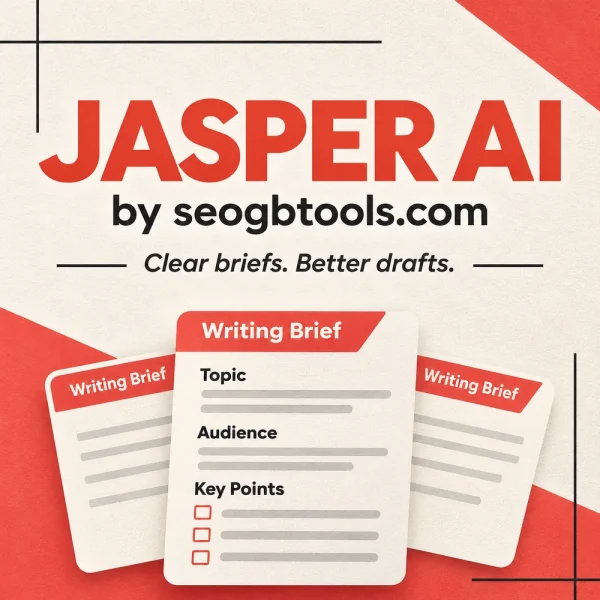 JASPER AI
by seogbtools.com
Clear briefs. Better drafts.
Writing Brief
Writing Brief
Topic
Audience
Key Points
Writing Brief